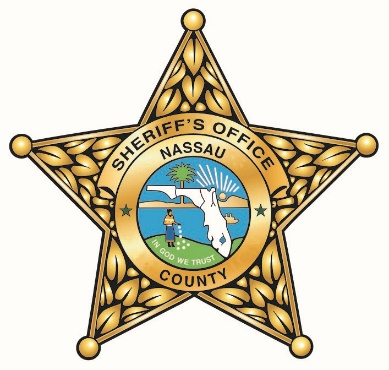 SHERIFF'S OFFICE
NASSAU
IN GOD WE TRUST
COUNTY